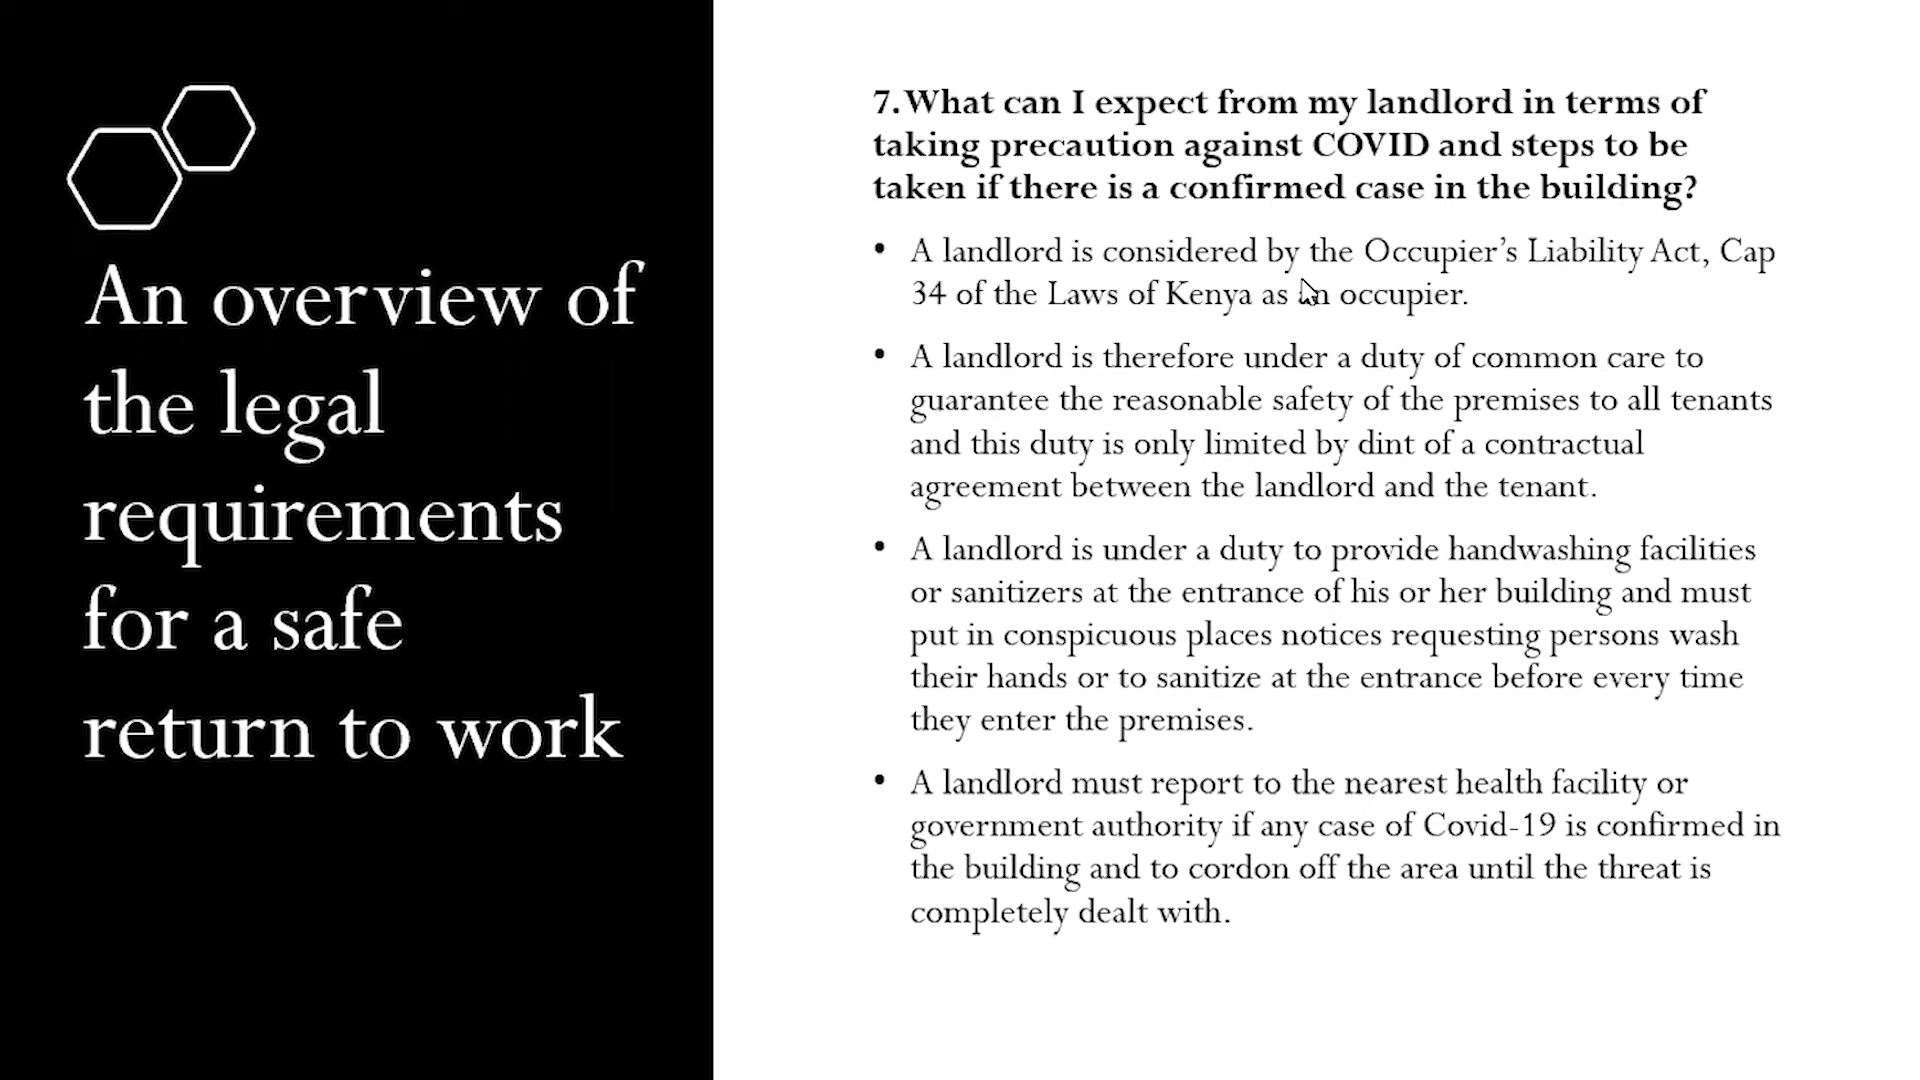 An overview of
the legal
requirements
for a safe
return to work
7. What can I expect from my landlord in terms of
taking precaution against COVID and steps to be
taken if there is a confirmed case in the building?
• A landlord is considered by the Occupier’s Liability Act, Cap
34 of the Laws of Kenya as an occupier.
• A landlord is therefore under a duty of common care to
guarantee the reasonable safety of the premises to all tenants
and this duty is only limited by dint of a contractual
agreement between the landlord and the tenant.
• A landlord is under a duty to provide handwashing facilities
or sanitizers at the entrance of his or her building and must
put in conspicuous places notices requesting persons wash
their hands or to sanitize at the entrance before every time
they enter the premises.
• A landlord must report to the nearest health facility or
government authority if any case of Covid-19 is confirmed in
the building and to cordon off the area until the threat is
completely dealt with.